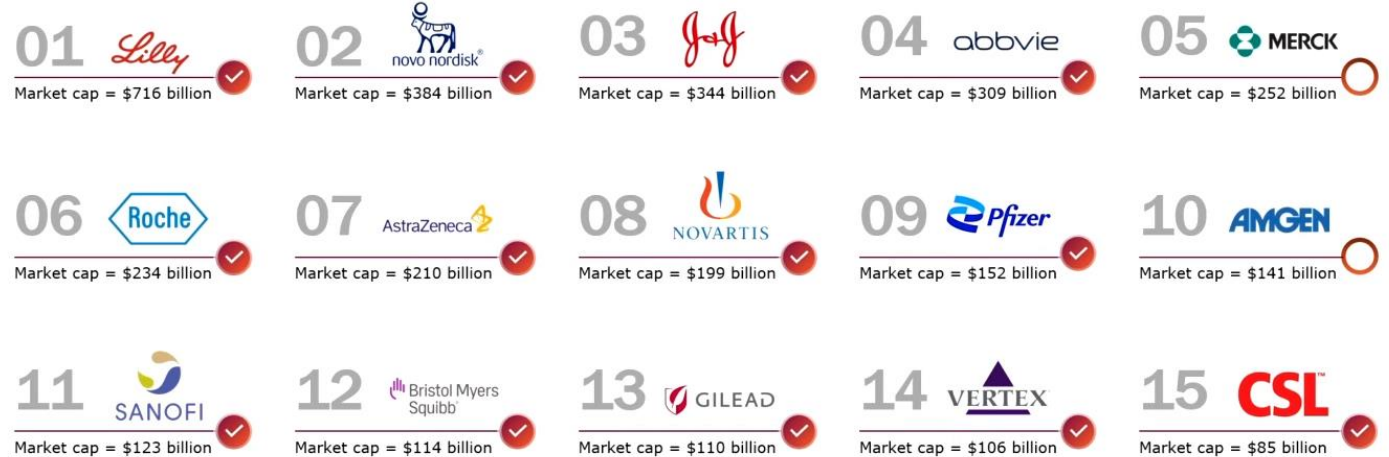 01 Lilly
Market cap = $716 billion
02 novo nordisk®
Market cap = $384 billion
03 J&J
Market cap = $344 billion
04 abbvie
Market cap = $309 billion
05 MERCK
Market cap = $252 billion
06 Roche
Market cap = $234 billion
07 AstraZeneca
Market cap = $210 billion
08 NOVARTIS
Market cap = $199 billion
09 Pfizer
Market cap = $152 billion
10 AMGEN
Market cap = $141 billion
11 SANOFI
Market cap = $123 billion
12 Bristol Myers
Squibb
Market cap = $114 billion
13 GILEAD
Market cap = $110 billion
14 VERTEX
Market cap = $106 billion
15 CSL™
Market cap = $85 billion